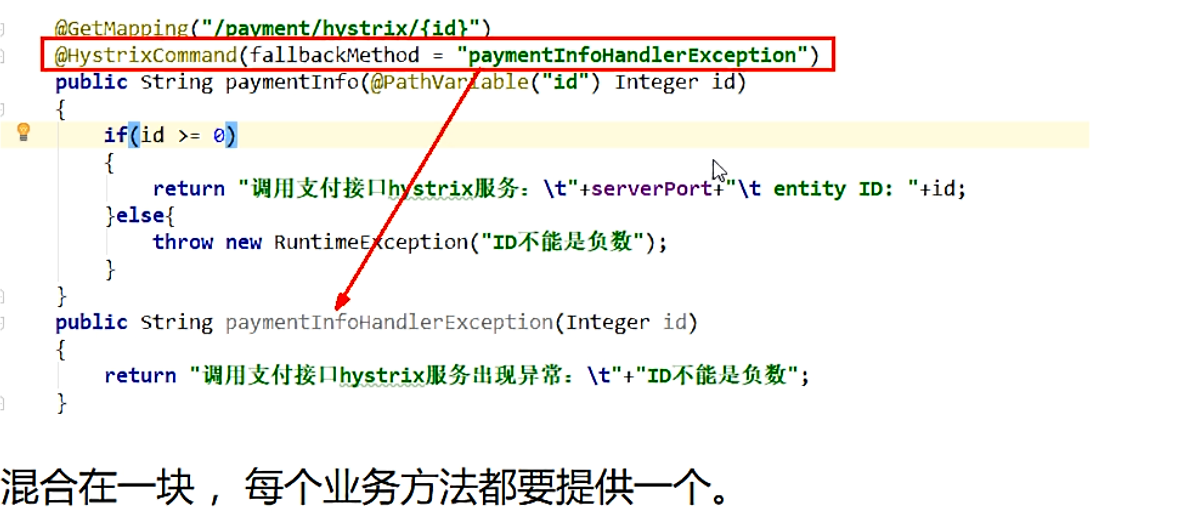 @GetMapping("/payment/hystrix/{id}")
@HystrixCommand(fallbackMethod = "paymentInfoHandlerException")
public String paymentInfo(@PathVariable("id") Integer id)
{
if(id >= 0)
{
return "调用支付接口hystrix服务: \t"+serverPort+"\t entity ID: "+id;
}else{
throw new RuntimeException("ID不能是负数");
}
}
public String paymentInfoHandlerException(Integer id)
{
return "调用支付接口hystrix服务出现异常: \t"+"ID不能是负数";
}
混合在一块 ，每个业务方法都要提供一个。